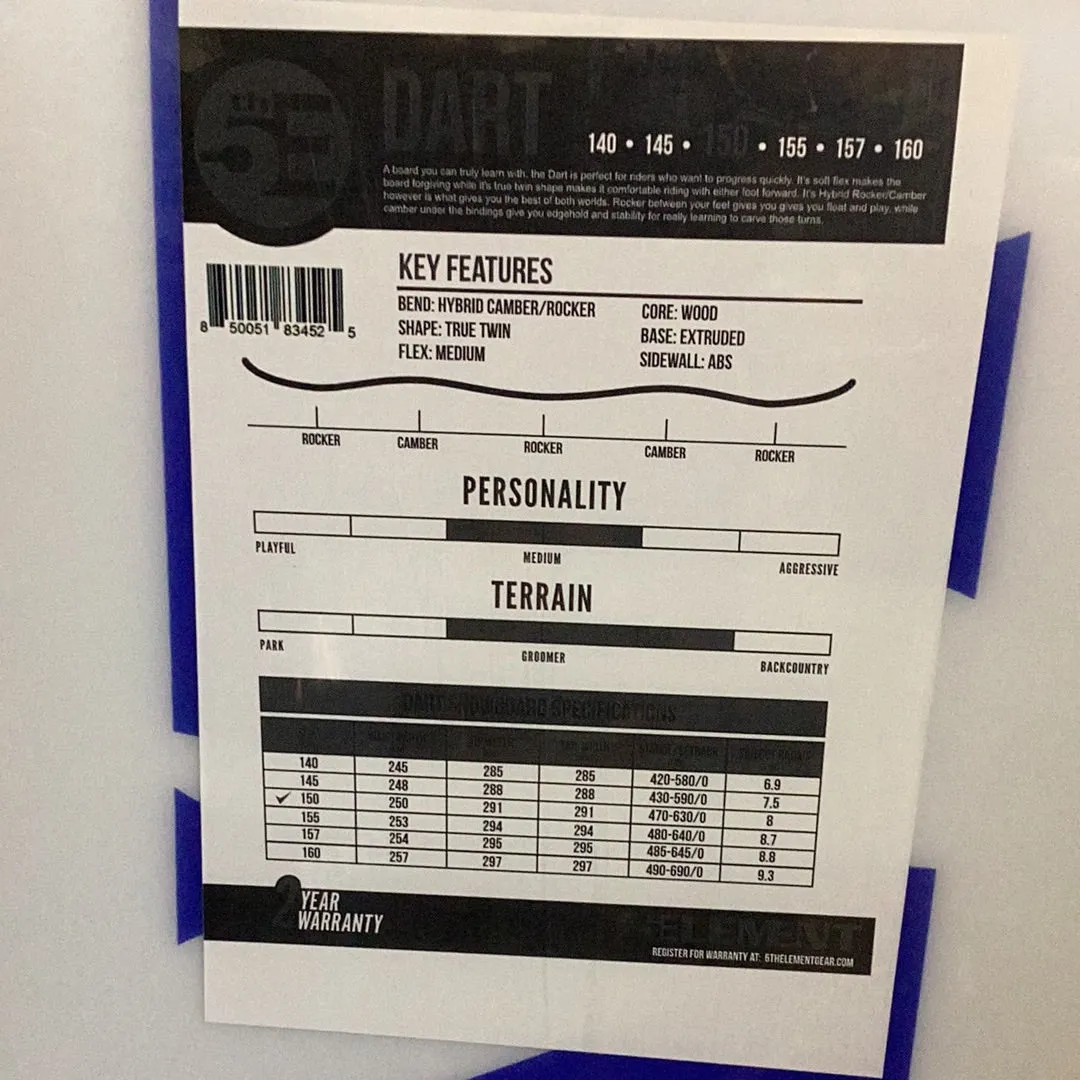 5th E
DART
140 • 145 • 150 • 155 • 157 • 160
A board you can truly learn with, the Dart is perfect for riders who want to progress quickly. It's soft flex makes the
board forgiving while it's true twin shape makes it comfortable riding with either foot forward. It's Hybrid Rocker/Camber
however is what gives you the best of both worlds. Rocker between your feet gives you gives you float and play, while
camber under the bindings give you edgehold and stability for really learning to carve those turns.
8 50051 83452 5
KEY FEATURES
BEND: HYBRID CAMBER/ROCKER
SHAPE: TRUE TWIN
FLEX: MEDIUM
CORE: WOOD
BASE: EXTRUDED
SIDEWALL: ABS
ROCKER CAMBER ROCKER CAMBER ROCKER
PERSONALITY
PLAYFUL MEDIUM AGGRESSIVE
TERRAIN
PARK GROOMER BACKCOUNTRY
DART SNOWBOARD SPECIFICATIONS
140 245 285 285 420-580/0 6.9
145 248 288 288 430-590/0 7.5
✓ 150 250 291 291 470-630/0 8
155 253 294 294 480-640/0 8.7
157 254 295 295 485-645/0 8.8
160 257 297 297 490-690/0 9.3
2 YEAR
WARRANTY
ELEMENT
REGISTER FOR WARRANTY AT: 5THELEMENTGEAR.COM